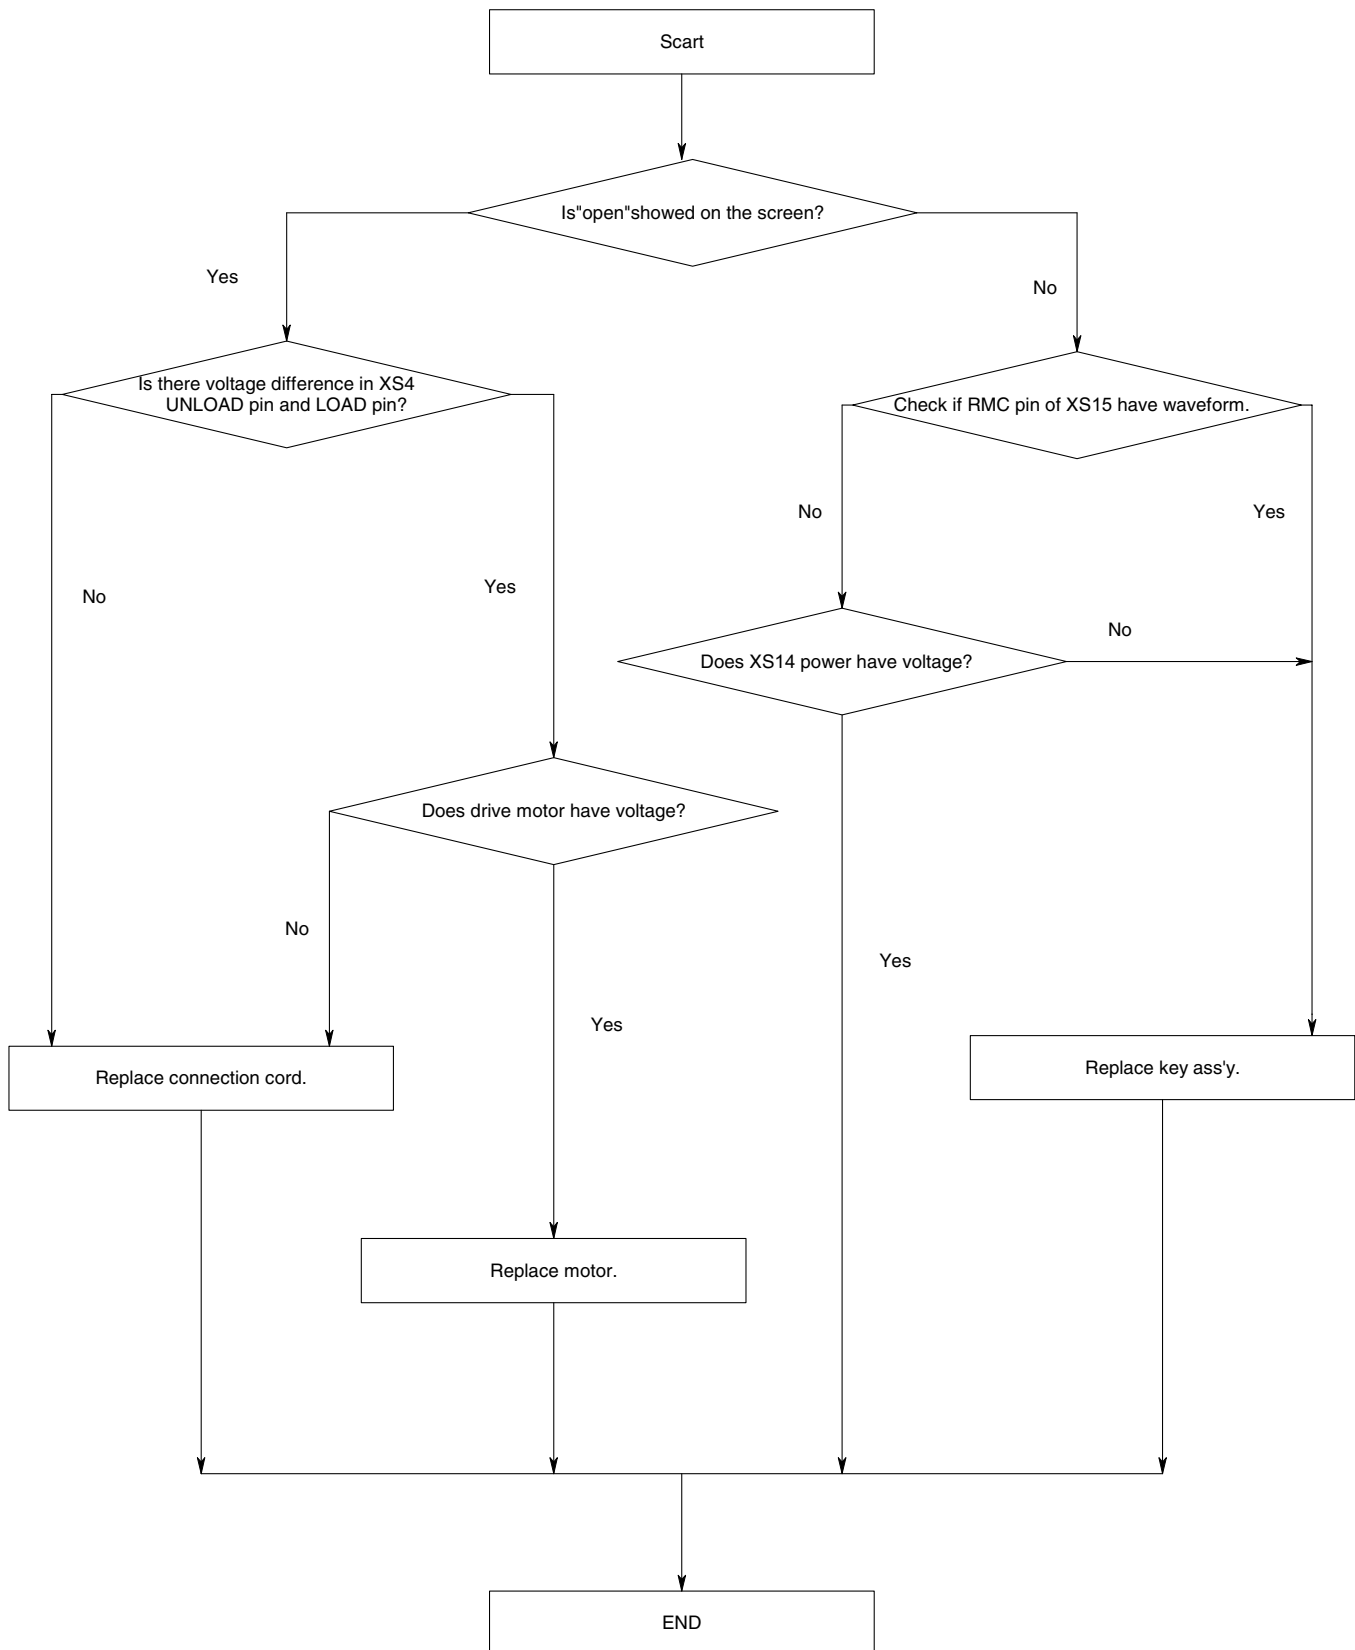 Scart
Is"open"showed on the screen?
Yes
No
Is there voltage difference in XS4
UNLOAD pin and LOAD pin?
Check if RMC pin of XS15 have waveform.
No
Yes
No
Yes
No
Does XS14 power have voltage?
Does drive motor have voltage?
No
Yes
Yes
Replace connection cord.
Replace key ass'y.
Replace motor.
END